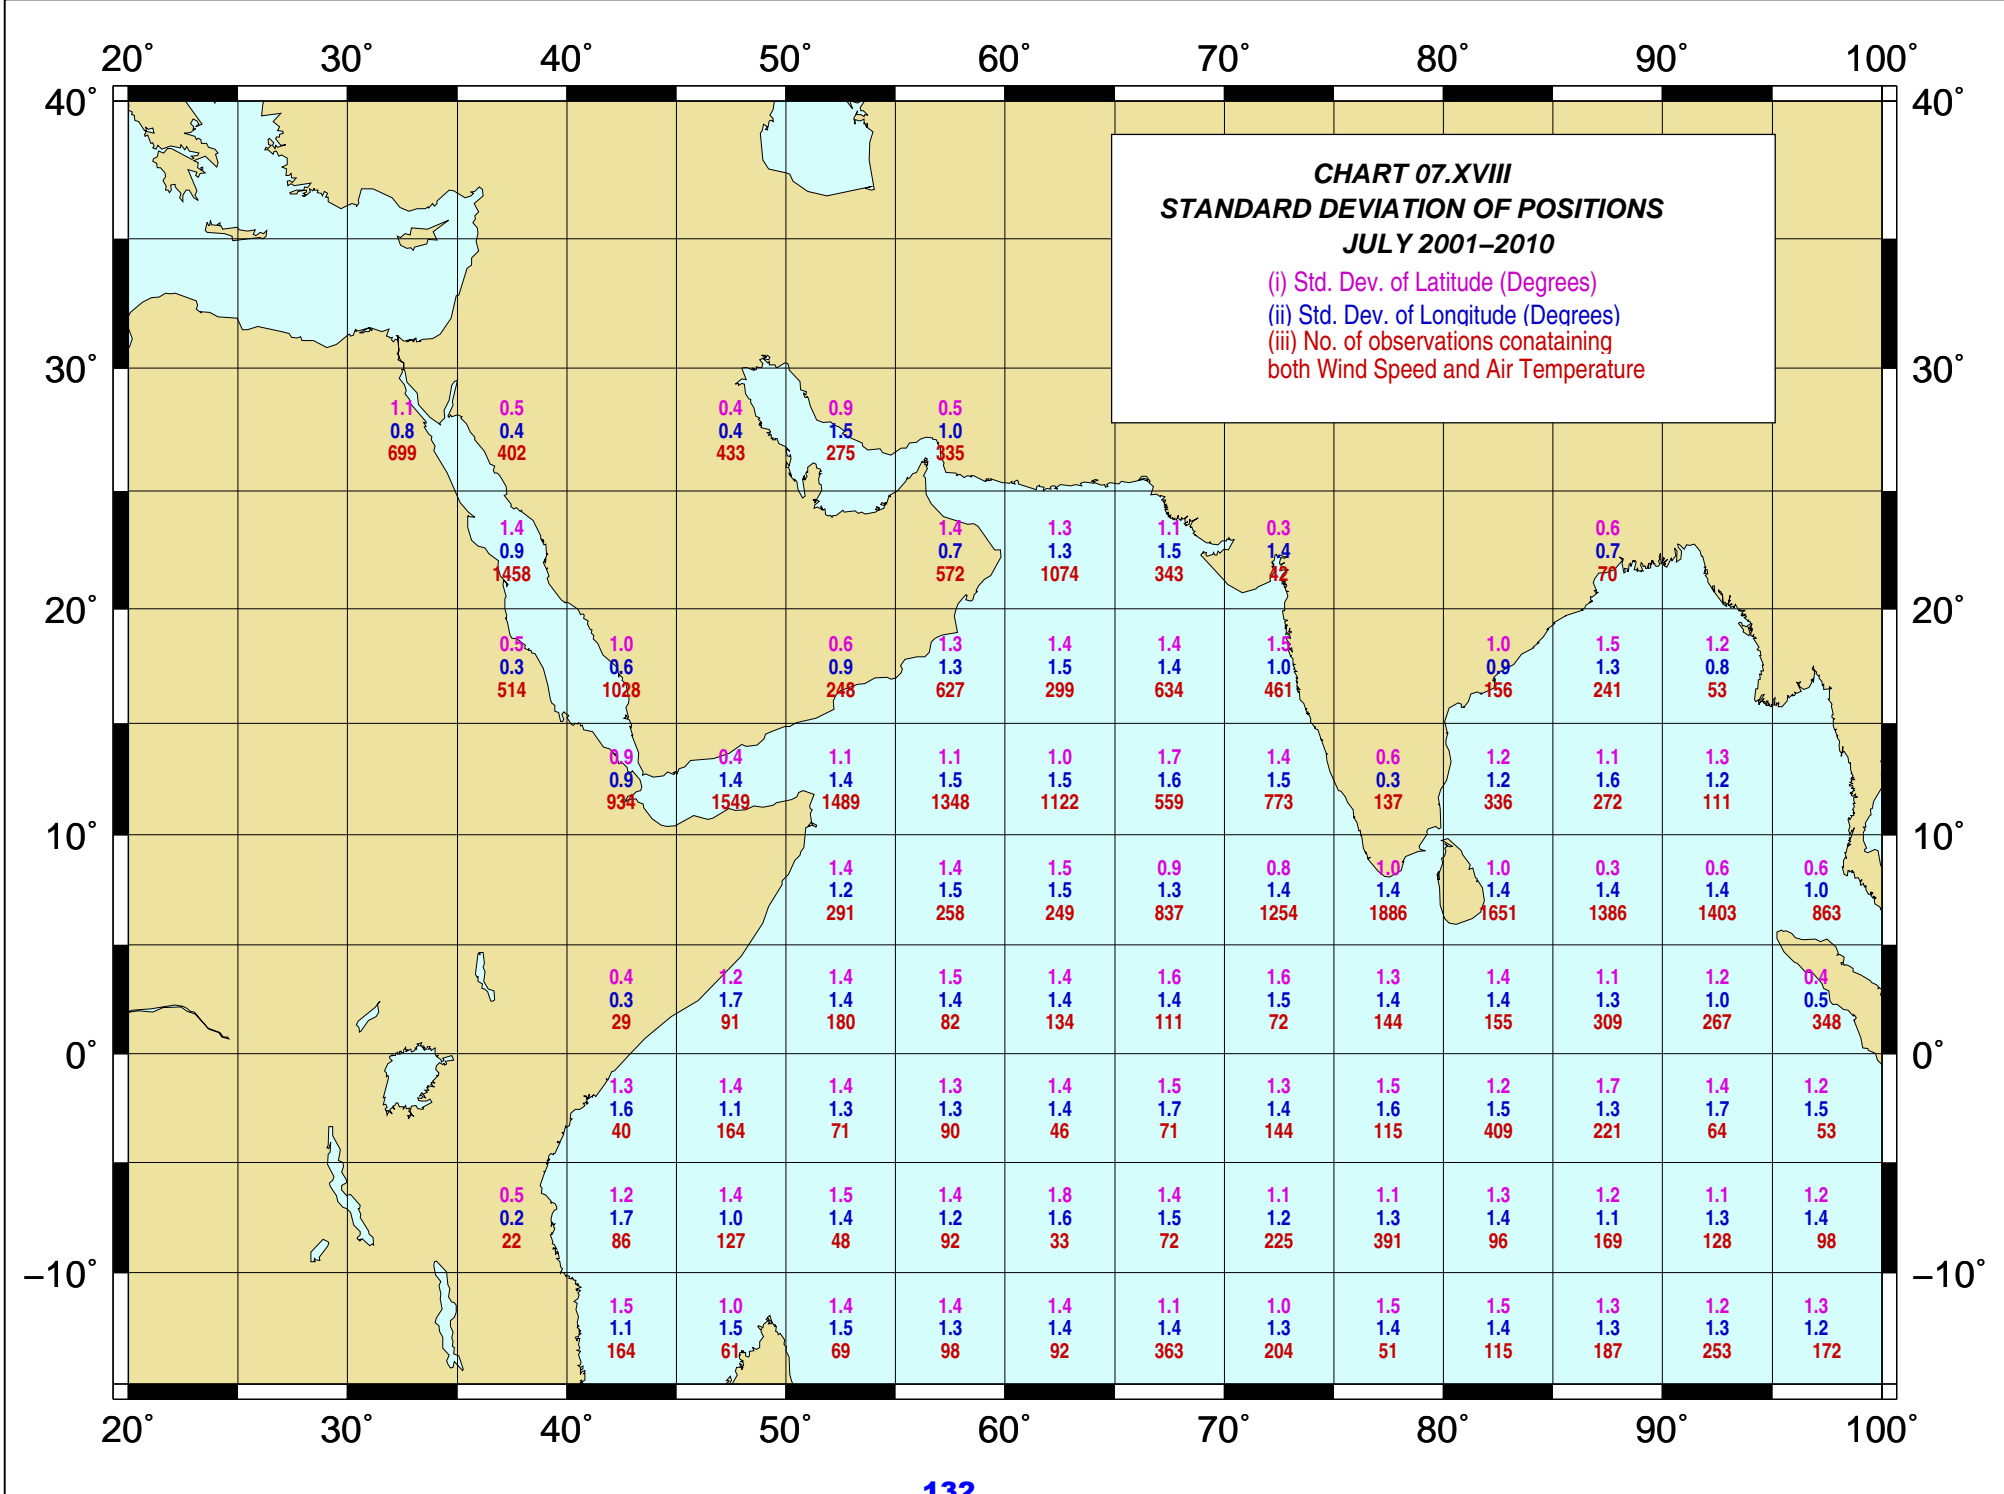 20° 30° 40° 50° 60° 70° 80° 90° 100°
40° 40°
CHART 07.XVIII
STANDARD DEVIATION OF POSITIONS
JULY 2001–2010
(i) Std. Dev. of Latitude (Degrees)
(ii) Std. Dev. of Longitude (Degrees)
(iii) No. of observations conataining
both Wind Speed and Air Temperature
30° 30°
1.1 0.5 0.4 0.9 0.5
0.8 0.4 0.4 1.5 1.0
699 402 433 275 335
1.4 1.4 1.3 1.1 0.3 0.6
0.9 0.7 1.3 1.5 1.4 0.7
1458 572 1074 343 42 70
20° 20°
0.5 1.0 0.6 1.3 1.4 1.4 1.5 1.0 1.5 1.2
0.3 0.6 0.9 1.3 1.5 1.4 1.0 0.9 1.3 0.8
514 1028 248 627 299 634 461 156 241 53
0.9 0.4 1.1 1.1 1.0 1.7 1.4 0.6 1.2 1.1 1.3
0.9 1.4 1.4 1.5 1.5 1.6 1.5 0.3 1.2 1.6 1.2
934 1549 1489 1348 1122 559 773 137 336 272 111
10° 10°
1.4 1.4 1.5 0.9 0.8 1.0 1.0 0.3 0.6 0.6
1.2 1.5 1.5 1.3 1.4 1.4 1.4 1.4 1.4 1.0
291 258 249 837 1254 1886 1651 1386 1403 863
0.4 1.2 1.4 1.5 1.4 1.6 1.6 1.3 1.4 1.1 1.2 0.4
0.3 1.7 1.4 1.4 1.4 1.4 1.5 1.4 1.4 1.3 1.0 0.5
29 91 180 82 134 111 72 144 155 309 267 348
0° 0°
1.3 1.4 1.4 1.3 1.4 1.5 1.3 1.5 1.2 1.7 1.4 1.2
1.6 1.1 1.3 1.3 1.4 1.7 1.4 1.6 1.5 1.3 1.7 1.5
40 164 71 90 46 71 144 115 409 221 64 53
0.5 1.2 1.4 1.5 1.4 1.8 1.4 1.1 1.1 1.3 1.2 1.1 1.2
0.2 1.7 1.0 1.4 1.2 1.6 1.5 1.2 1.3 1.4 1.1 1.3 1.4
22 86 127 48 92 33 72 225 391 96 169 128 98
–10° –10°
1.5 1.0 1.4 1.4 1.4 1.1 1.0 1.5 1.5 1.3 1.2 1.3
1.1 1.5 1.5 1.3 1.4 1.4 1.3 1.4 1.4 1.3 1.3 1.2
164 61 69 98 92 363 204 51 115 187 253 172
20° 30° 40° 50° 60° 70° 80° 90° 100°
132